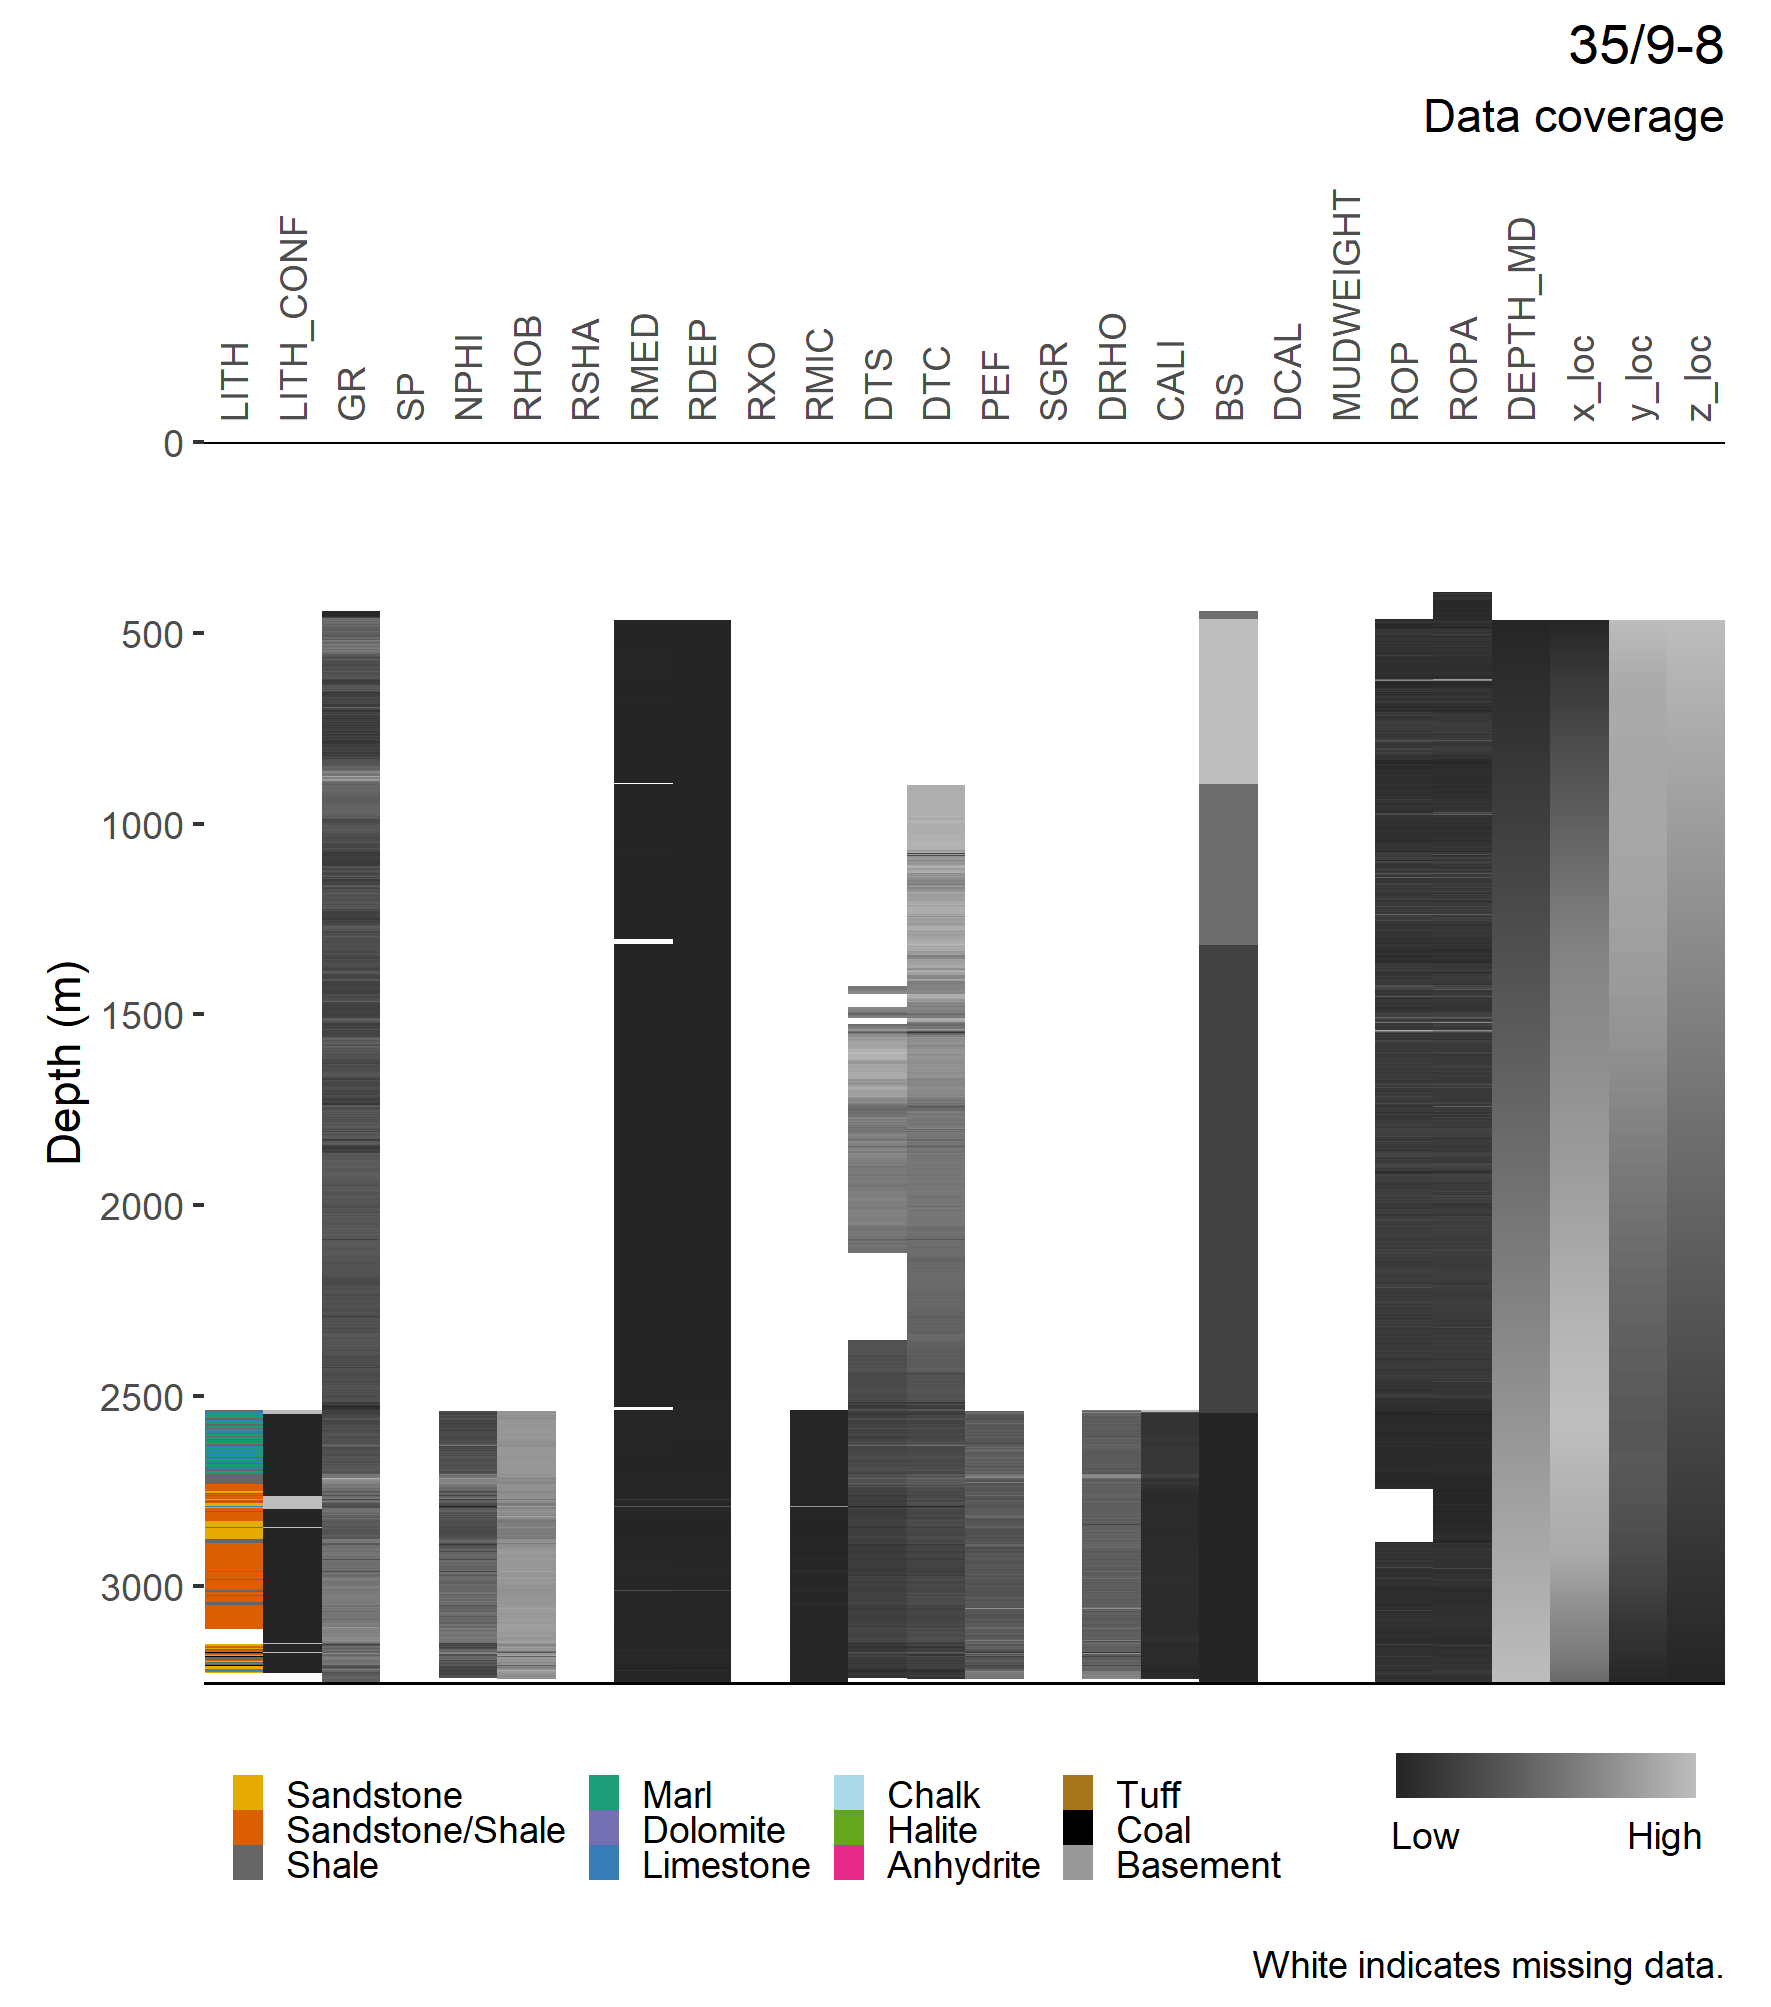 35/9-8
Data coverage
LITH
LITH_CONF
GR
SP
NPHI
RHOB
RSHA
RMED
RDEP
RXO
RMIC
DTS
DTC
PEF
SGR
DRHO
CALI
BS
DCAL
MUDWEIGHT
ROP
ROPA
DEPTH_MD
x_loc
y_loc
z_loc
0
500
1000
1500
2000
2500
3000
Depth (m)
Sandstone
Sandstone/Shale
Shale
Marl
Dolomite
Limestone
Chalk
Halite
Anhydrite
Tuff
Coal
Basement
Low High
White indicates missing data.